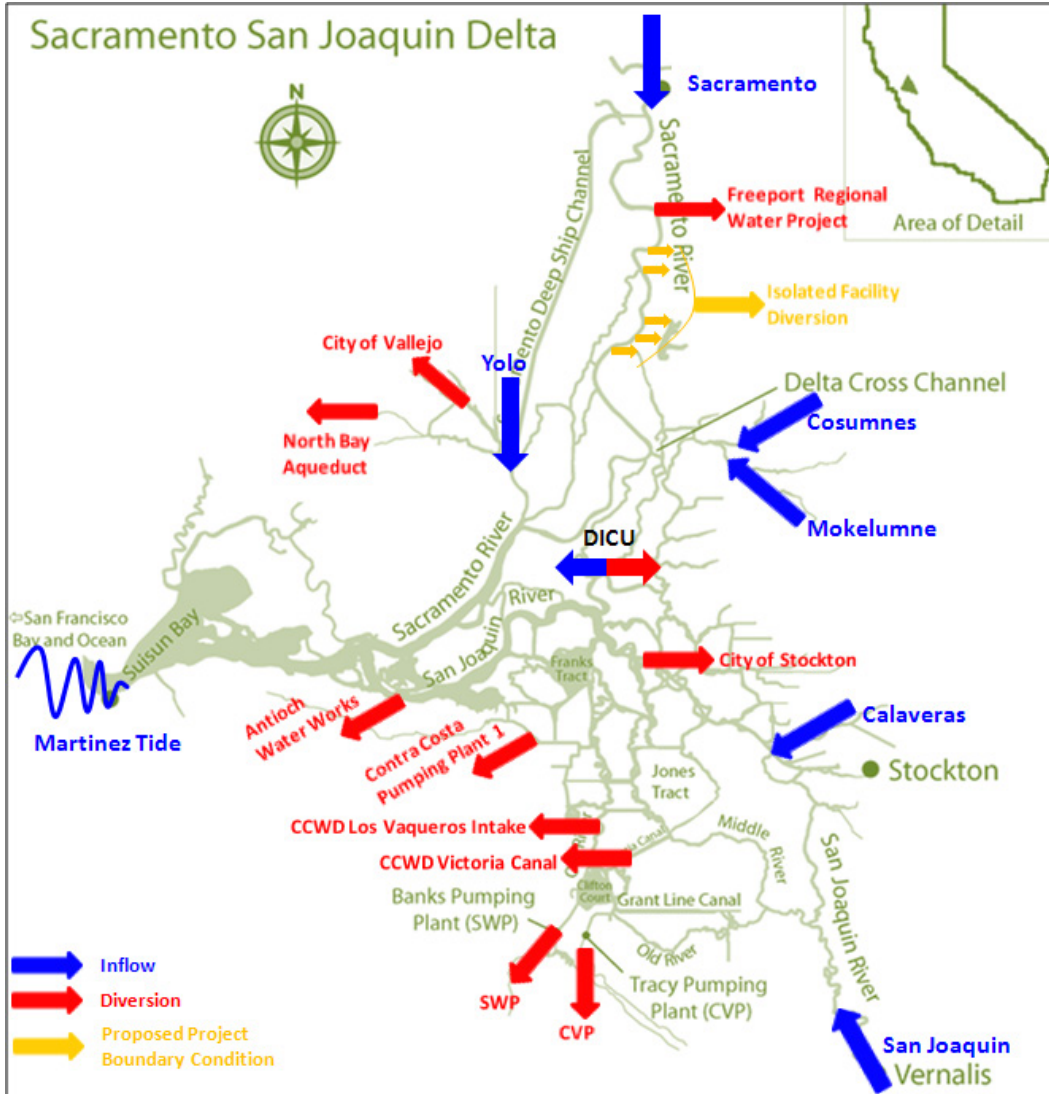 Sacramento San Joaquin Delta
N
Sacramento
Sacramento River
Area of Detail
Freeport Regional
Water Project
Deep Ship Channel
Isolated Facility
Diversion
City of Vallejo
Yolo
Delta Cross Channel
Cosumnes
North Bay
Aqueduct
Mokelumne
DICU
Sacramento River
San Joaquin River
⇦San Francisco
Bay and Ocean
Suisun Bay
Franks
Tract
City of Stockton
Martinez Tide
Antioch
Water Works
Contra Costa
Pumping Plant 1
Calaveras
Stockton
Jones
Tract
CCWD Los Vaqueros Intake
Middle
River
CCWD Victoria Canal
Canal
Clifton
Court
Banks Pumping
Plant (SWP)
Grant Line Canal
Old River
San Joaquin River
Tracy Pumping
Plant (CVP)
SWP
CVP
Inflow
Diversion
Proposed Project
Boundary Condition
San Joaquin
Vernalis